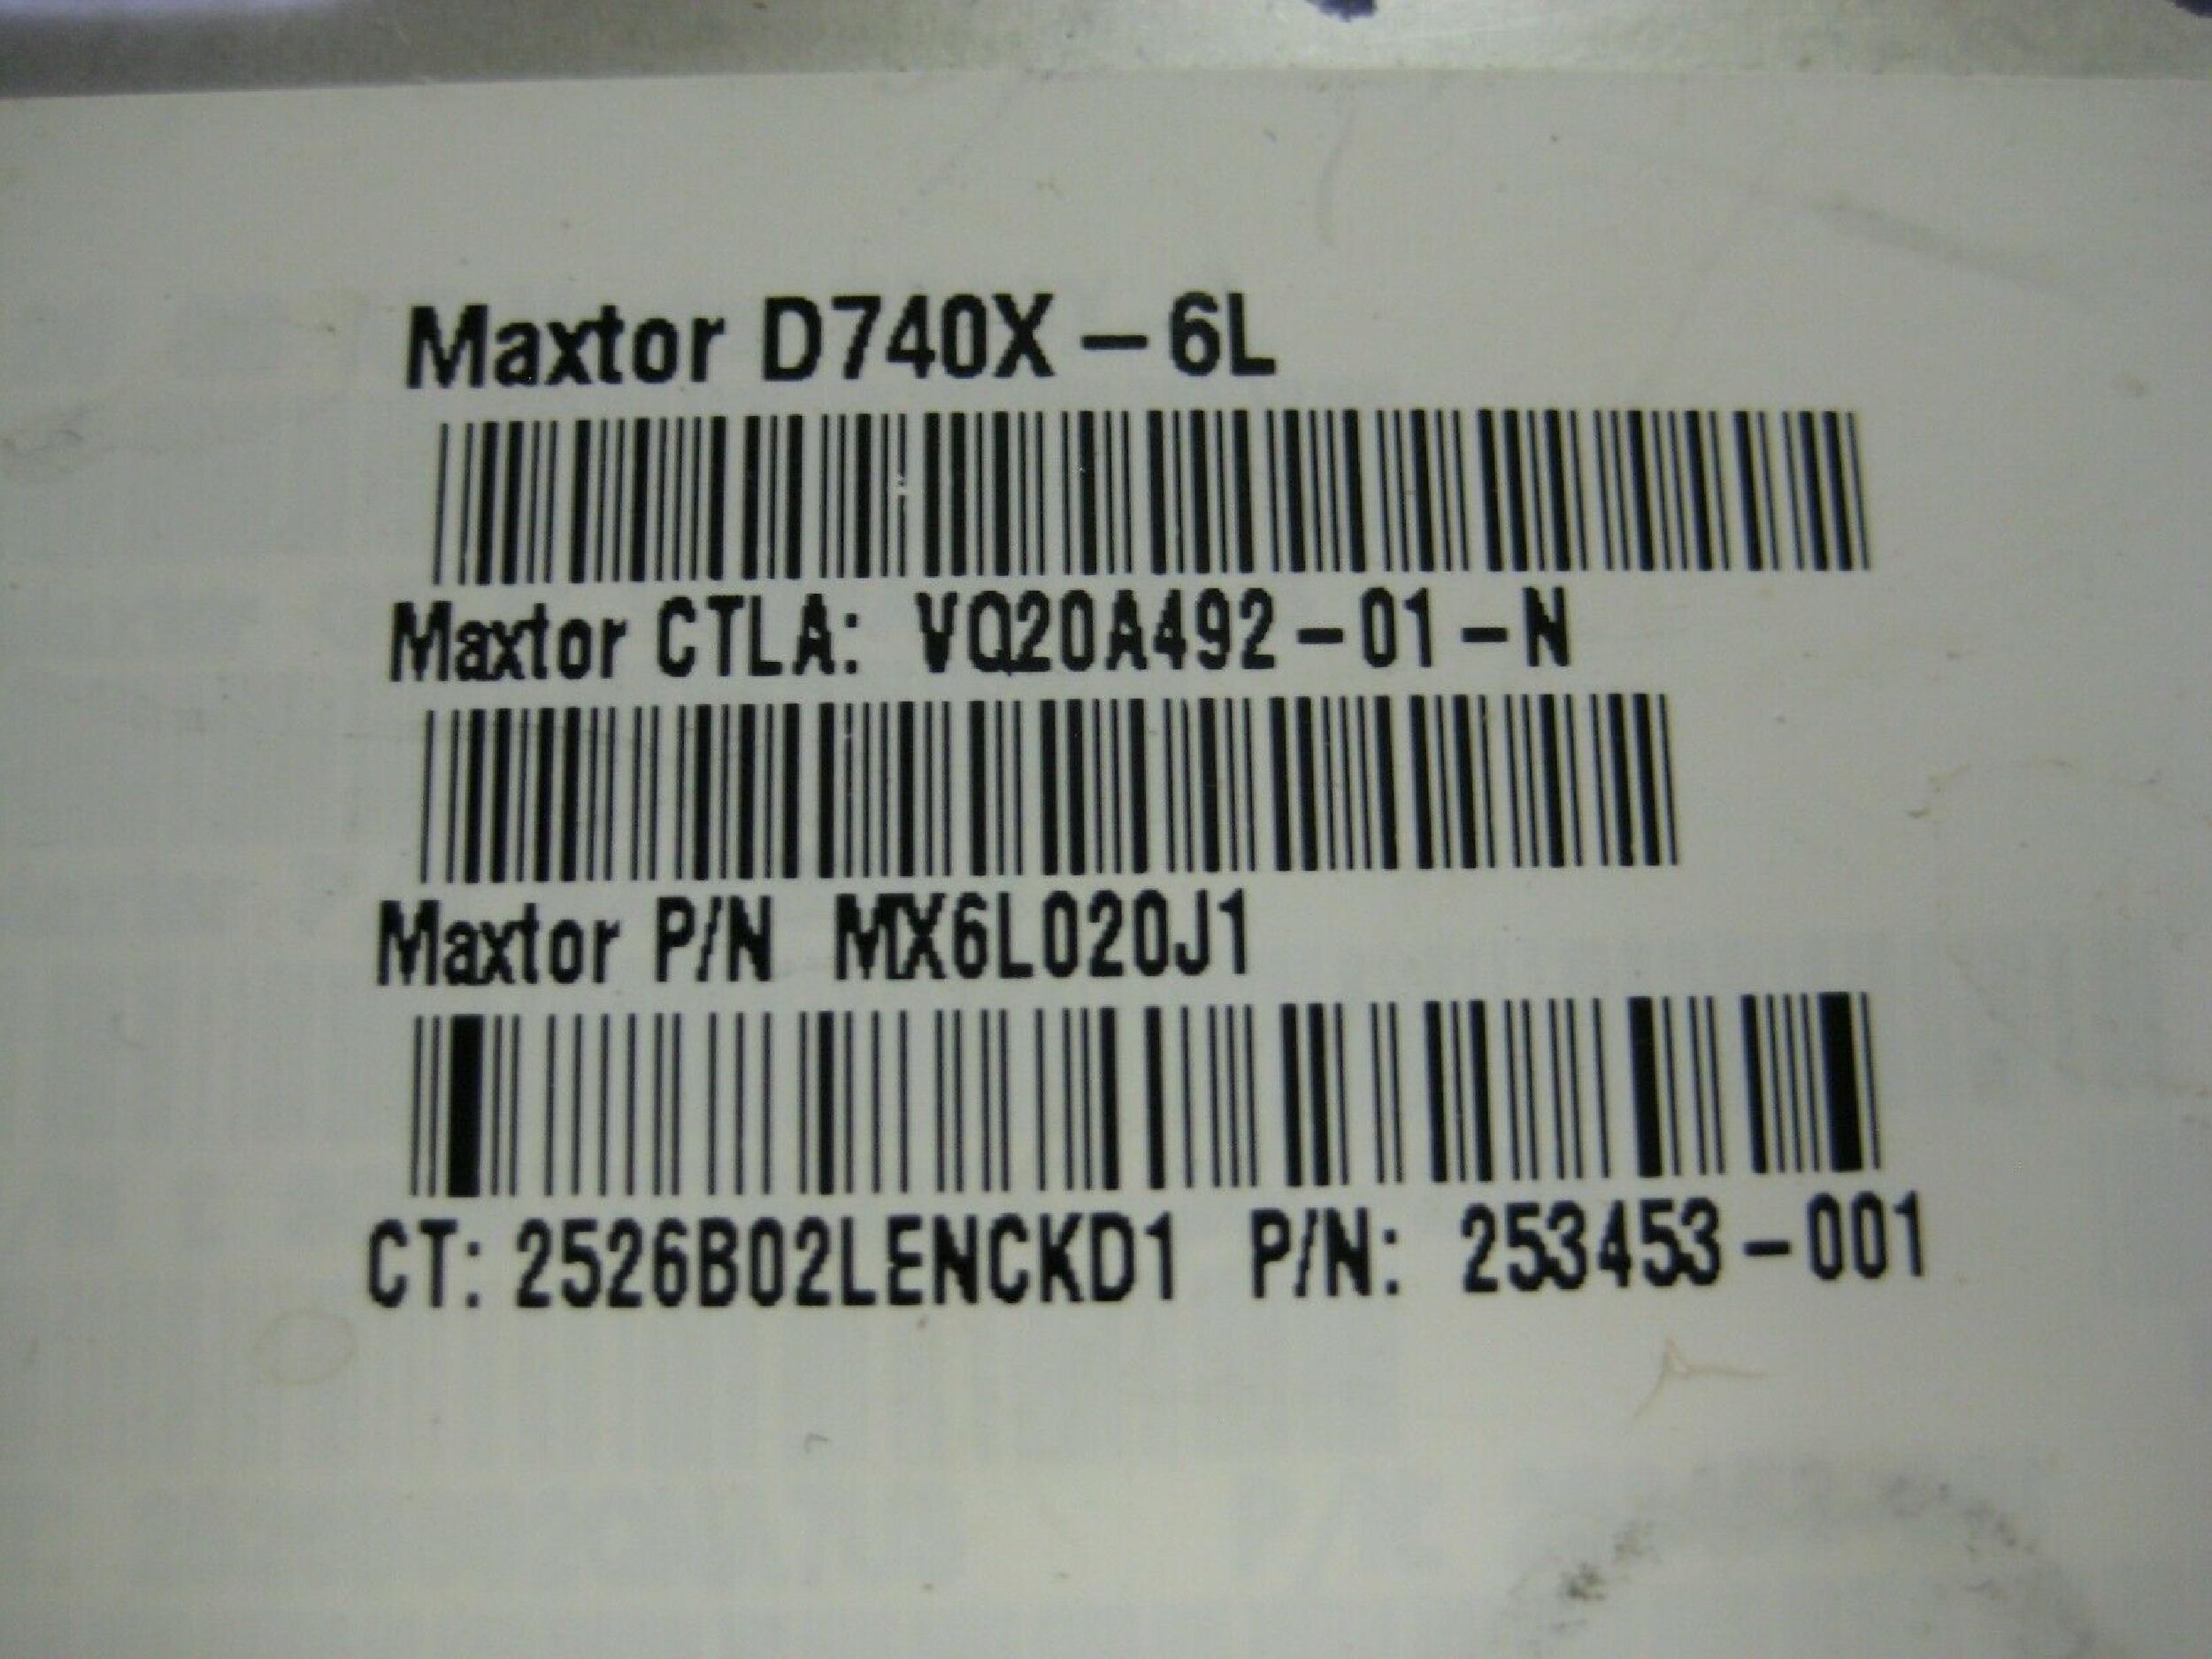 Maxtor D740X-6L
Maxtor CTLA: VQ20A492-01-N
Maxtor P/N MX6L020J1
CT: 2526B02LENCKD1 P/N: 253453-001